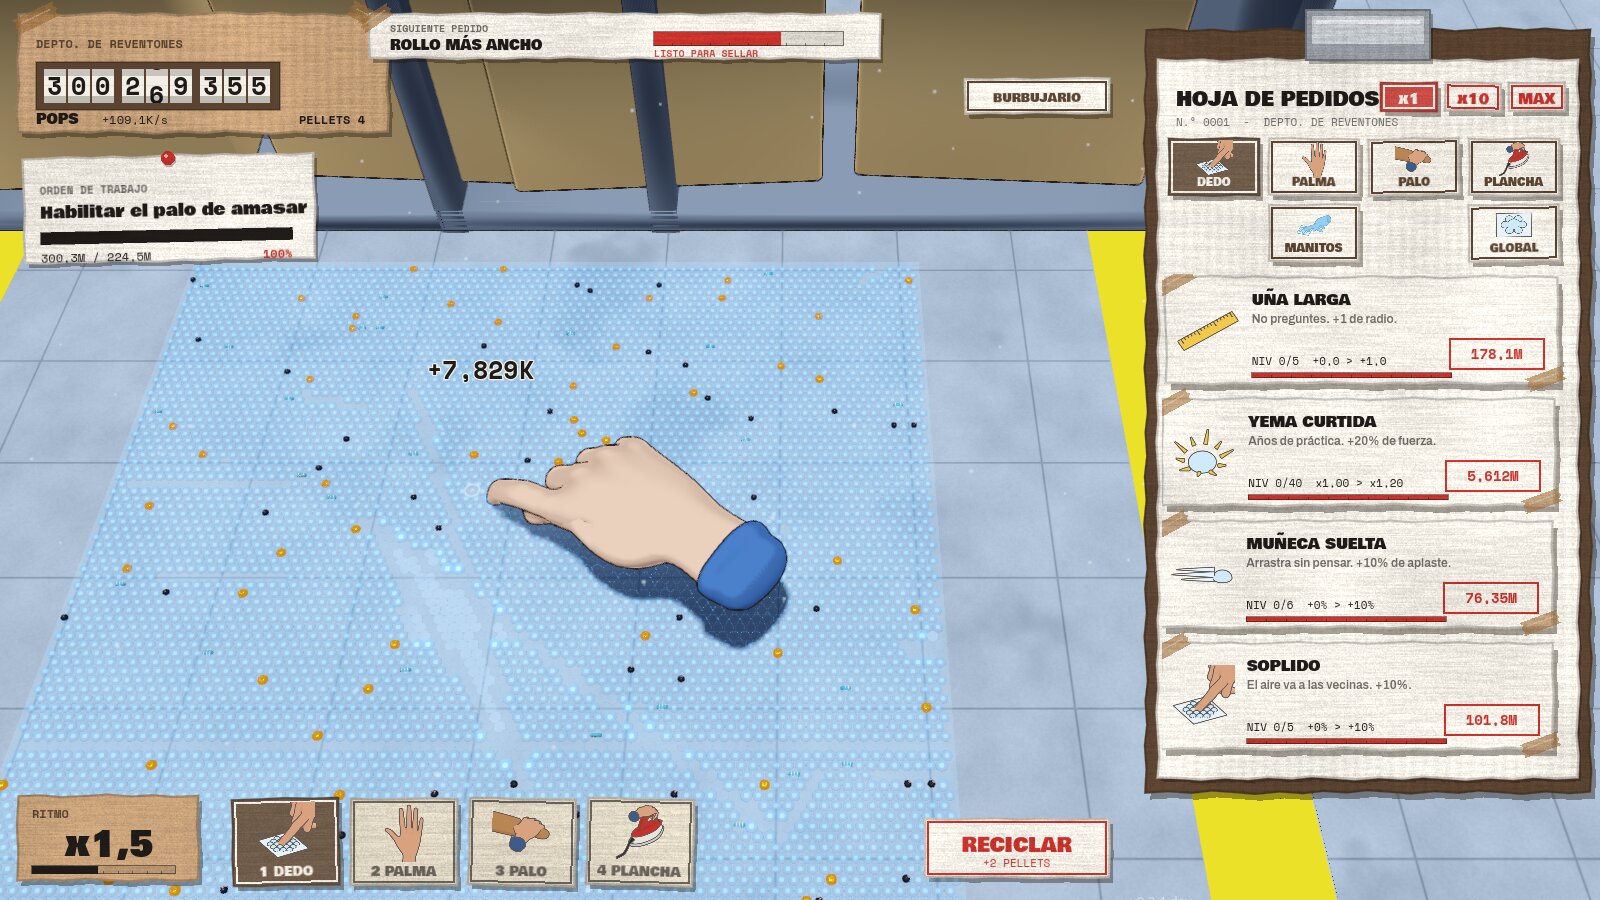 DEPTO. DE REVENTONES
300 269 355
POPS +109,1K/s PELLETS 4
SIGUIENTE PEDIDO
ROLLO MÁS ANCHO
LISTO PARA SELLAR
BURBUJARIO
ORDEN DE TRABAJO
Habilitar el palo de amasar
300,3M / 224,5M 100%
+7,829K
HOJA DE PEDIDOS x1 x10 MAX
N.° 0001 - DEPTO. DE REVENTONES
DEDO PALMA PALO PLANCHA
MANITOS GLOBAL
UÑA LARGA
No preguntes. +1 de radio.
NIV 0/5 +0,0 > +1,0 178,1M
YEMA CURTIDA
Años de práctica. +20% de fuerza.
NIV 0/40 x1,00 > x1,20 5,612M
MUÑECA SUELTA
Arrastra sin pensar. +10% de aplaste.
NIV 0/6 +0% > +10% 76,35M
SOPLIDO
El aire va a las vecinas. +10%.
NIV 0/5 +0% > +10% 101,8M
RITMO
x1,5
1 DEDO 2 PALMA 3 PALO 4 PLANCHA
RECICLAR
+2 PELLETS